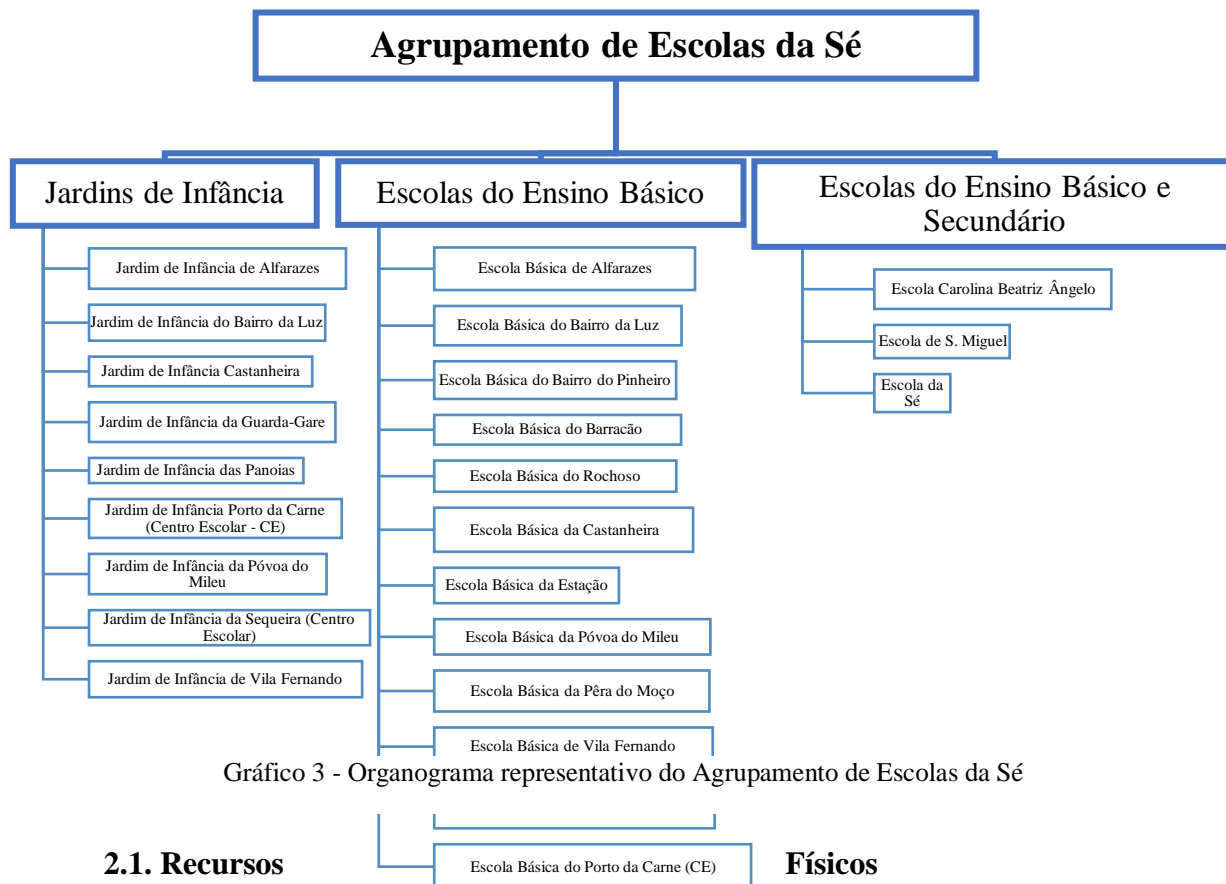 Agrupamento de Escolas da Sé
Jardins de Infância
Jardim de Infância de Alfarazes
Jardim de Infância do Bairro da Luz
Jardim de Infância Castanheira
Jardim de Infância da Guarda-Gare
Jardim de Infância das Panoias
Jardim de Infância Porto da Carne
(Centro Escolar - CE)
Jardim de Infância da Póvoa do
Mileu
Jardim de Infância da Sequeira (Centro
Escolar)
Jardim de Infância de Vila Fernando
Escolas do Ensino Básico
Escola Básica de Alfarazes
Escola Básica do Bairro da Luz
Escola Básica do Bairro do Pinheiro
Escola Básica do Barracão
Escola Básica do Rochoso
Escola Básica da Castanheira
Escola Básica da Estação
Escola Básica da Póvoa do Mileu
Escola Básica da Pêra do Moço
Escola Básica de Vila Fernando
Escola Básica do Porto da Carne (CE)
Escolas do Ensino Básico e
Secundário
Escola Carolina Beatriz Ângelo
Escola de S. Miguel
Escola da
Sé
Gráfico 3 - Organograma representativo do Agrupamento de Escolas da Sé
2.1. Recursos Físicos